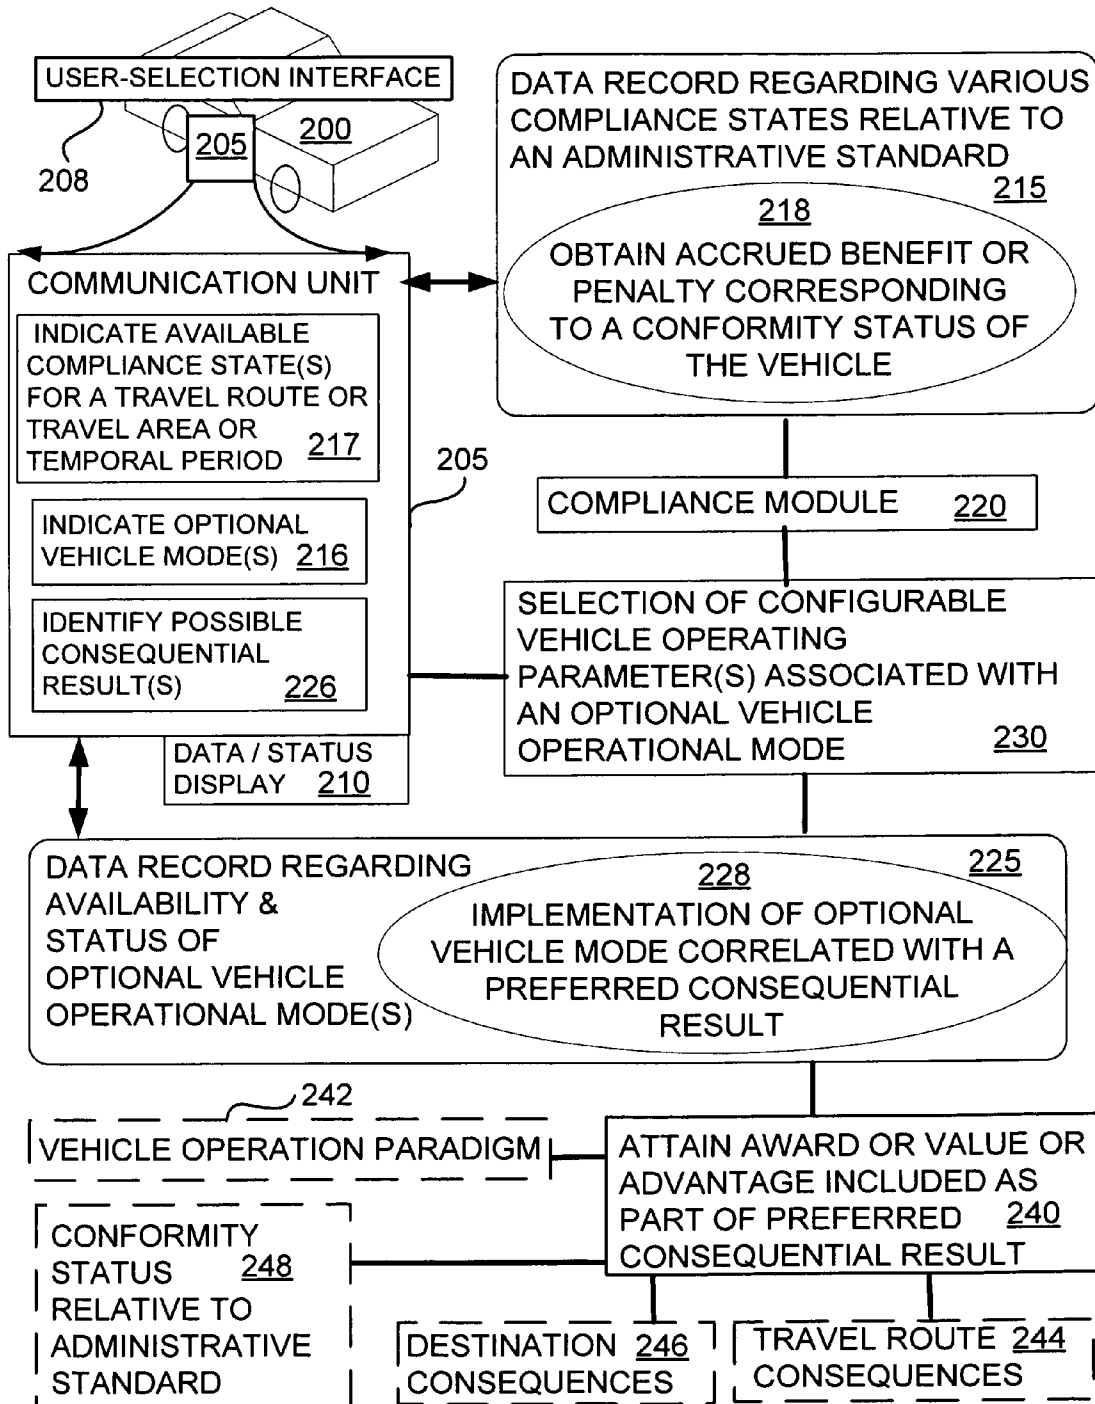 USER-SELECTION INTERFACE
208
205
200
DATA RECORD REGARDING VARIOUS
COMPLIANCE STATES RELATIVE TO
AN ADMINISTRATIVE STANDARD
215
218
OBTAIN ACCRUED BENEFIT OR
PENALTY CORRESPONDING
TO A CONFORMITY STATUS OF
THE VEHICLE
COMMUNICATION UNIT
INDICATE AVAILABLE
COMPLIANCE STATE(S)
FOR A TRAVEL ROUTE OR
TRAVEL AREA OR
TEMPORAL PERIOD 217
205
INDICATE OPTIONAL
VEHICLE MODE(S) 216
IDENTIFY POSSIBLE
CONSEQUENTIAL
RESULT(S) 226
DATA / STATUS
DISPLAY 210
COMPLIANCE MODULE 220
SELECTION OF CONFIGURABLE
VEHICLE OPERATING
PARAMETER(S) ASSOCIATED WITH
AN OPTIONAL VEHICLE
OPERATIONAL MODE 230
DATA RECORD REGARDING
AVAILABILITY &
STATUS OF
OPTIONAL VEHICLE
OPERATIONAL MODE(S)
225
228
IMPLEMENTATION OF OPTIONAL
VEHICLE MODE CORRELATED WITH A
PREFERRED CONSEQUENTIAL
RESULT
242
VEHICLE OPERATION PARADIGM
ATTAIN AWARD OR VALUE OR
ADVANTAGE INCLUDED AS
PART OF PREFERRED 240
CONSEQUENTIAL RESULT
CONFORMITY
STATUS 248
RELATIVE TO
ADMINISTRATIVE
STANDARD
DESTINATION 246
CONSEQUENCES
TRAVEL ROUTE 244
CONSEQUENCES